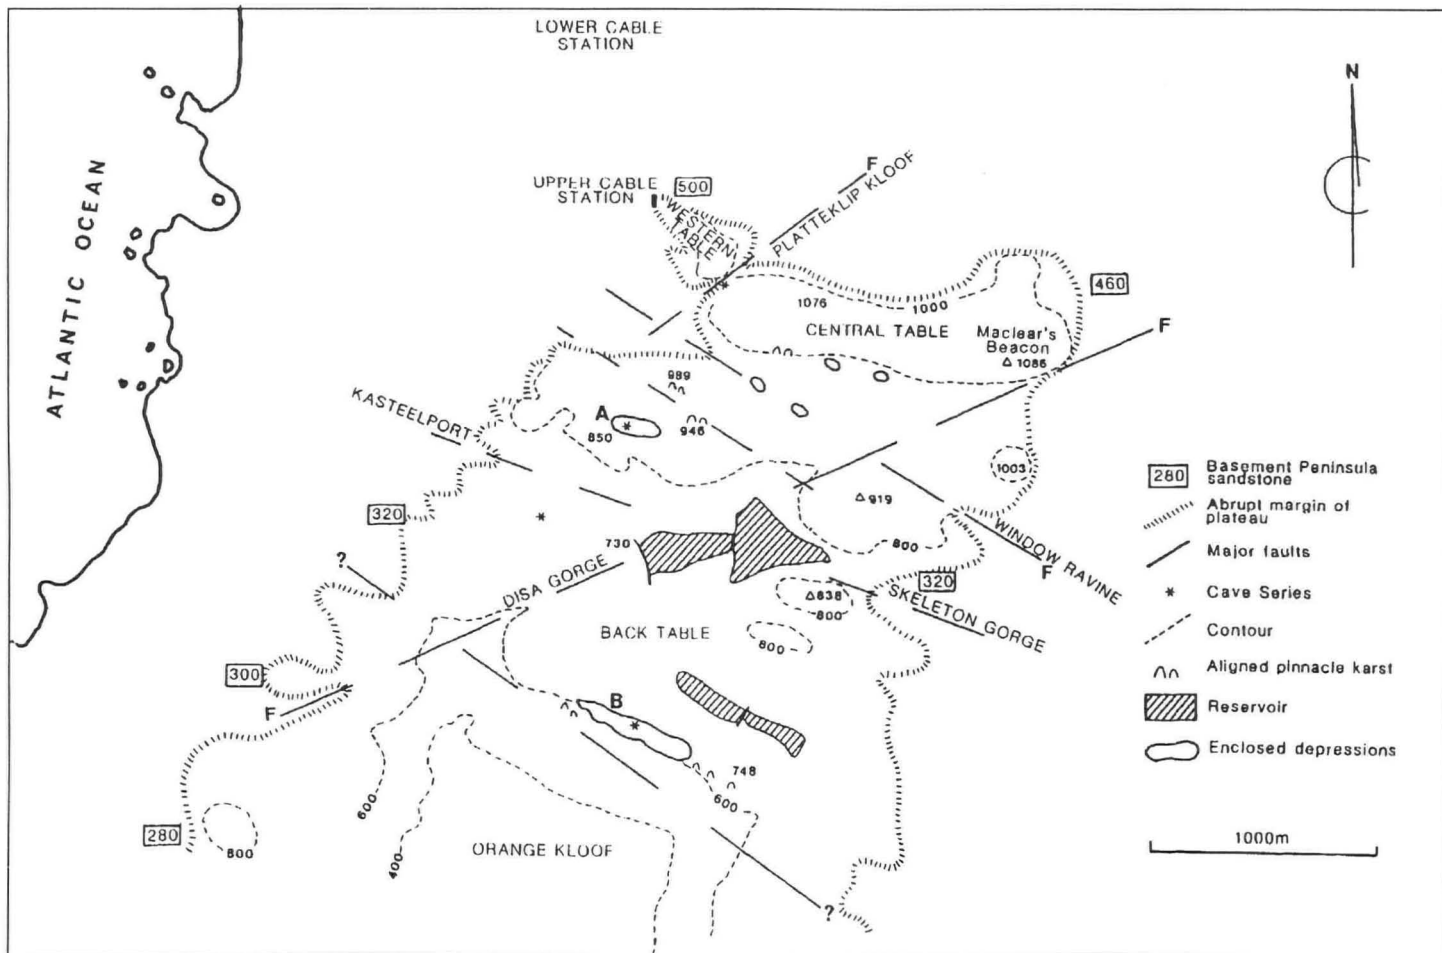 LOWER CABLE
STATION
N
ATLANTIC OCEAN
UPPER CABLE
STATION
500
WESTERN
TABLE
F
PLATTEKLIP KLOOF
460
1076
1000
CENTRAL TABLE
Maclear's
Beacon
1086
F
989
KASTEELPORT
A
850
946
1003
919
320
?
730
800
WINDOW RAVINE
F
DISA GORGE
320
838
800
SKELETON GORGE
BACK TABLE
800
300
F
B
748
600
600
280
800
400
ORANGE KLOOF
?
280
Basement Peninsula
sandstone
Abrupt margin of
plateau
Major faults
Cave Series
Contour
Aligned pinnacle karst
Reservoir
Enclosed depressions
1000m